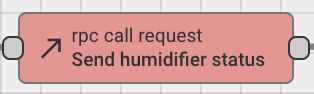 rpc call request
Send humidifier status